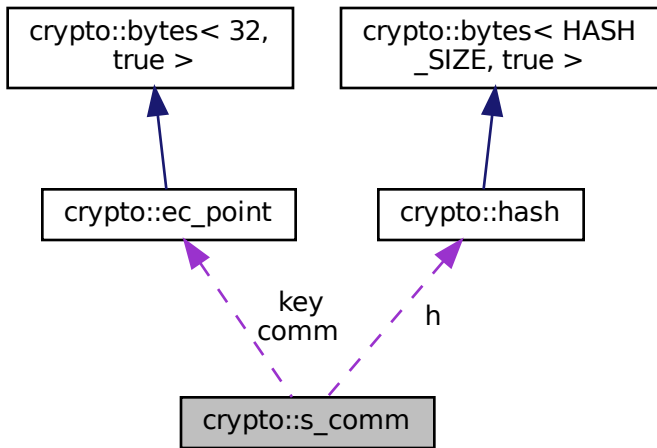 crypto::bytes< 32,
true >
crypto::bytes< HASH
_SIZE, true >
crypto::ec_point
crypto::hash
key
comm
h
crypto::s_comm